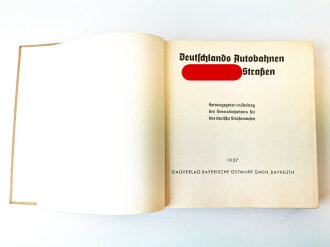 Deutschlands Autobahnen
Straßen
Herausgegeben im Auftrag
des Generalinspektors für
das deutsche Straßenwesen
1937
GAUVERLAG BAYERISCHE OSTMARK GMBH. BAYREUTH